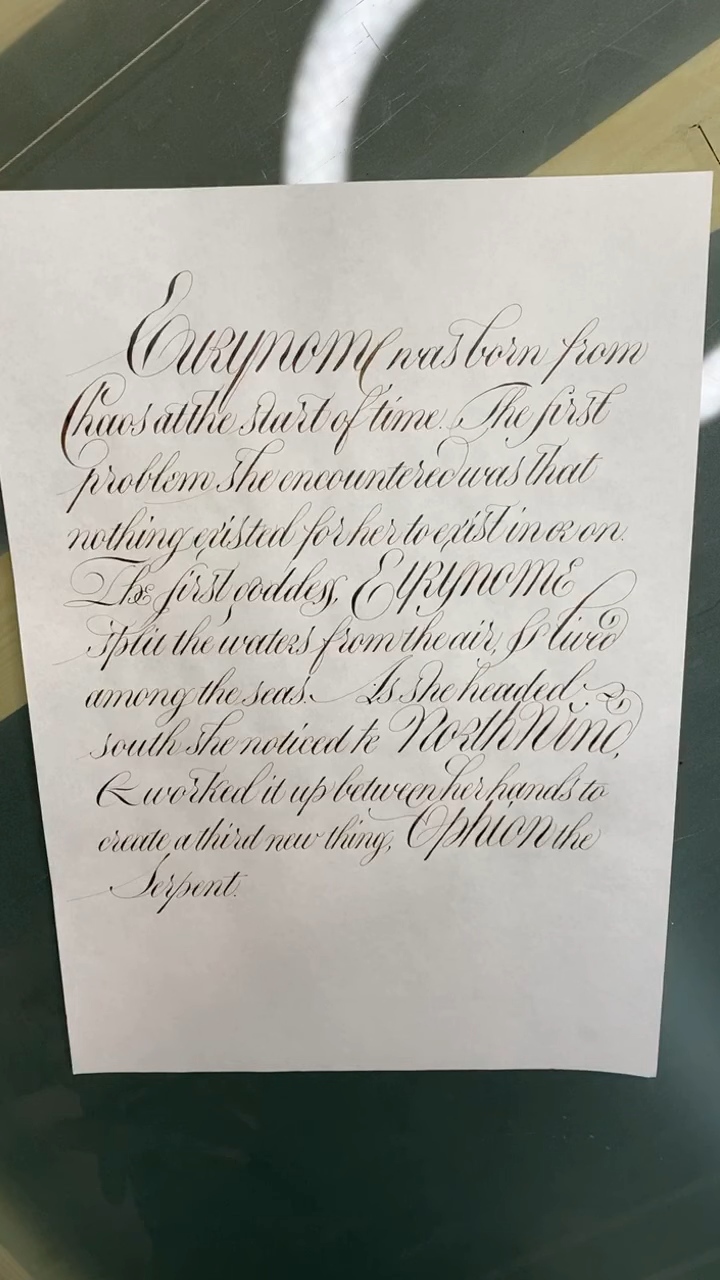 Eurynome was born from
Chaos at the start of time. The first
problem she encountered was that
nothing existed for her to exist in or on.
The first goddess, Eurynome
split the waters from the air, & lived
among the seas. As she headed
south she noticed te North Wind,
& worked it up between her hands to
create a third new thing, Ophion the
Serpent.